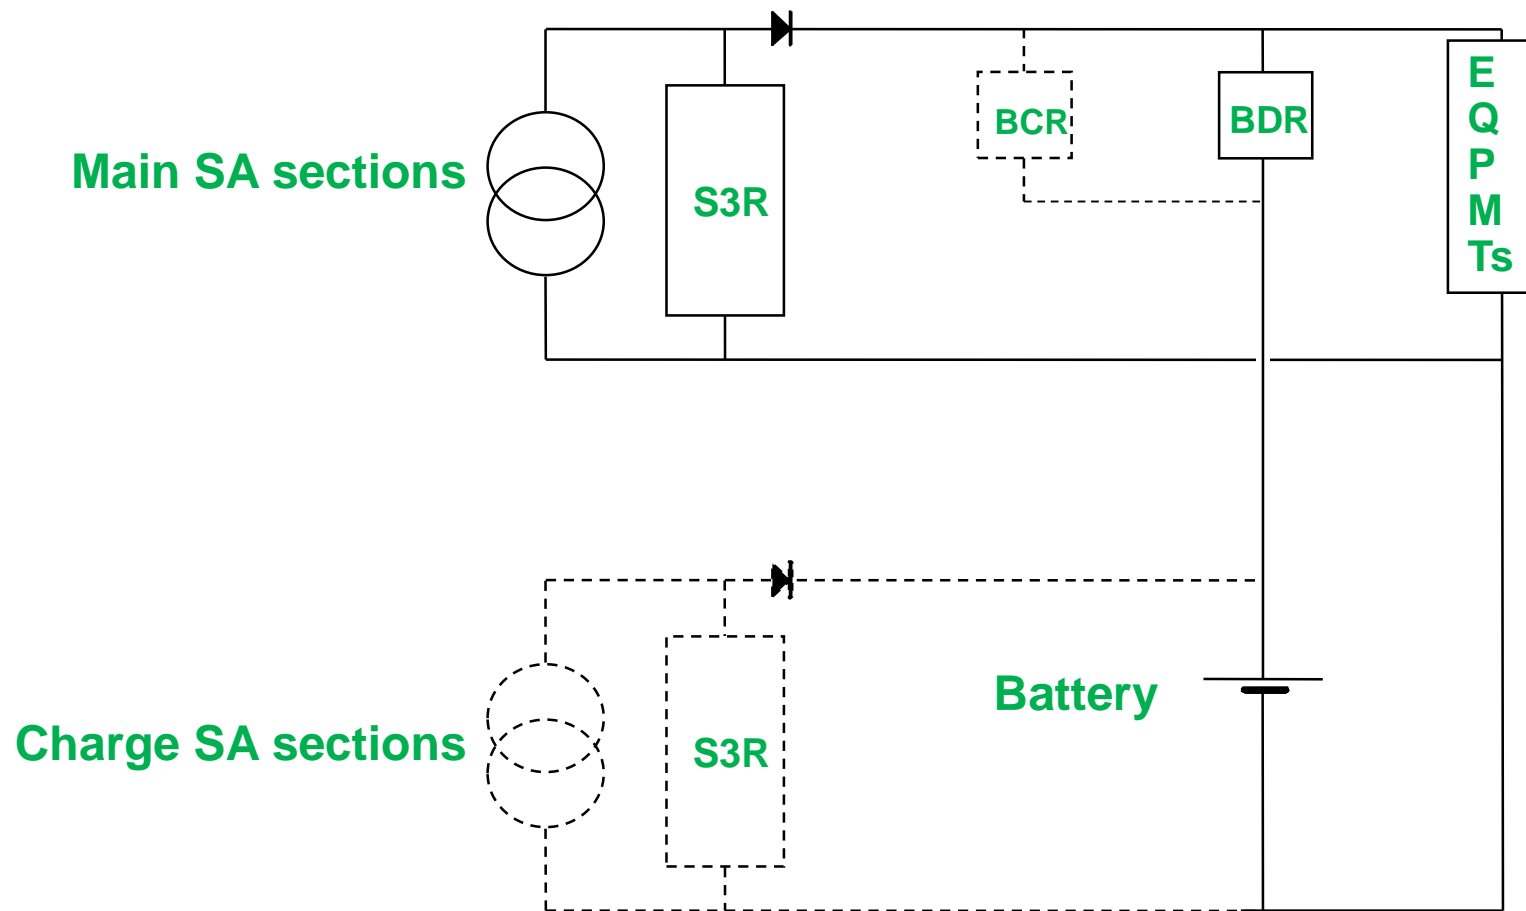 Main SA sections
S3R
BCR
BDR
E
Q
P
M
Ts
Charge SA sections
S3R
Battery